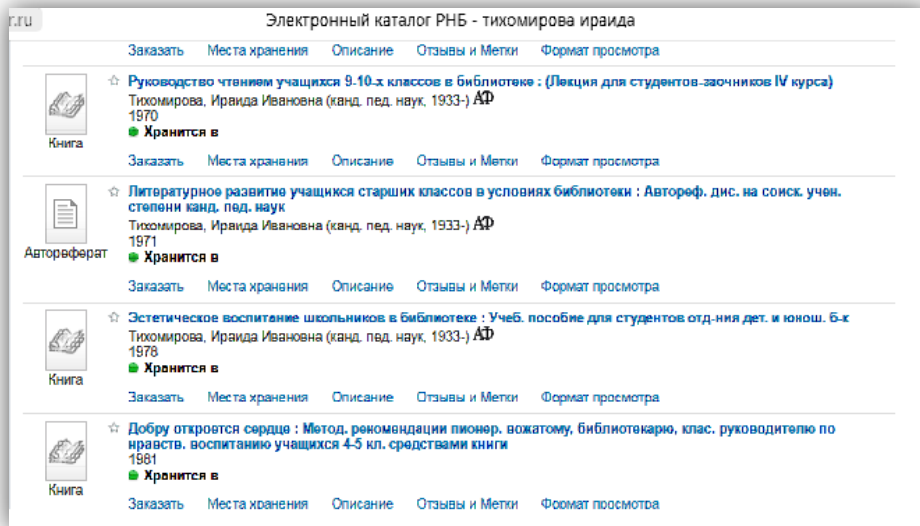 r.ru
Электронный каталог РНБ - тихомирова ираида
Заказать Места хранения Описание Отзывы и Метки Формат просмотра
Руководство чтением учащихся 9-10-х классов в библиотеке : (Лекция для студентов-заочников IV курса)
Тихомирова, Ираида Ивановна (канд. пед. наук, 1933-) АФ
1970
Хранится в
Книга
Заказать Места хранения Описание Отзывы и Метки Формат просмотра
Литературное развитие учащихся старших классов в условиях библиотеки : Автореф. дис. на соиск. учен.
степени канд. пед. наук
Тихомирова, Ираида Ивановна (канд. пед. наук, 1933-) АФ
1971
Автореферат
Хранится в
Заказать Места хранения Описание Отзывы и Метки Формат просмотра
Эстетическое воспитание школьников в библиотеке : Учеб. пособие для студентов отд-ния дет. и юнош. б-к
Тихомирова, Ираида Ивановна (канд. пед. наук, 1933-) АФ
1978
Хранится в
Книга
Заказать Места хранения Описание Отзывы и Метки Формат просмотра
Добру откроется сердце : Метод. рекомендации пионер. вожатому, библиотекарю, клас. руководителю по
нравств. воспитанию учащихся 4-5 кл. средствами книги
1981
Хранится в
Книга
Заказать Места хранения Описание Отзывы и Метки Формат просмотра